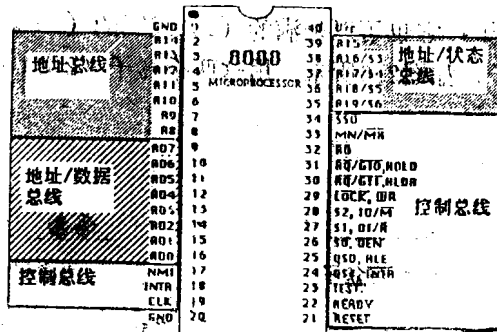 地址总线
地址/数据
总线
控制总线
GND
A14
A13
A12
A11
A10
A9
A8
AD7
AD6
AD5
AD4
AD3
AD2
AD1
AD0
NMI
INTR
CLK
GND
2
3
4
5
6
7
8
9
10
11
12
13
14
15
16
17
18
19
20
MICROPROCESSOR
40
39
38
37
36
35
34
33
32
31
30
29
28
27
26
25
24
23
22
21
A15
A16/S3
A17/S4
A18/S5
A19/S6
SSO
MN/MX
RD
RQ/GT0,HOLD
RQ/GT1,HLDA
LOCK, WR
S2, IO/M
S1, DT/R
S0, DEN
QS0, ALE
QS1, INTA
TEST
READY
RESET
地址/状态
总线
控制总线